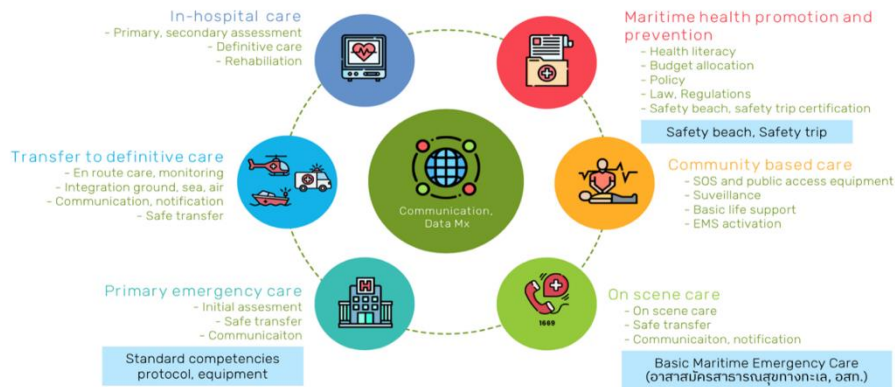 In-hospital care
- Primary, secondary assessment
- Definitive care
- Rehabiliation
Maritime health promotion and
prevention
- Health literacy
- Budget allocation
- Policy
- Law, Regulations
- Safety beach, safety trip certification
Safety beach, Safety trip
Transfer to definitive care
- En route care, monitoring
- Integration ground, sea, air
- Communication, notification
- Safe transfer
Communication,
Data Mx
Community based care
- SOS and public access equipment
- Suveillance
- Basic life support
- EMS activation
Primary emergency care
- Initial assesment
- Safe transfer
- Communicaiton
Standard competencies
protocol, equipment
H
1669
On scene care
- On scene care
- Safe transfer
- Communicaiton, notification
Basic Maritime Emergency Care
(อาสาสมัครสาธารณสุขทางทะเล, อสท.)